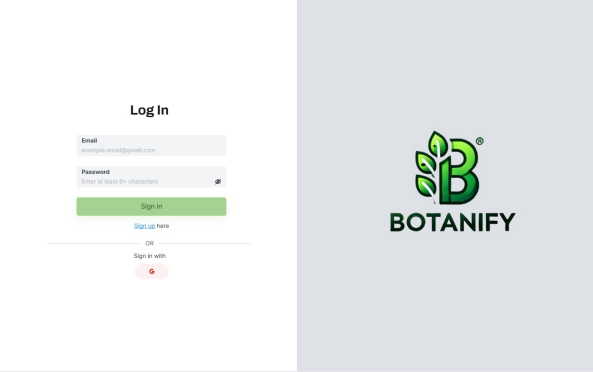 Log In
Email
example.email@gmail.com
Password
Enter at least 8+ characters
Sign in
Sign up here
OR
Sign in with
G
B®
BOTANIFY